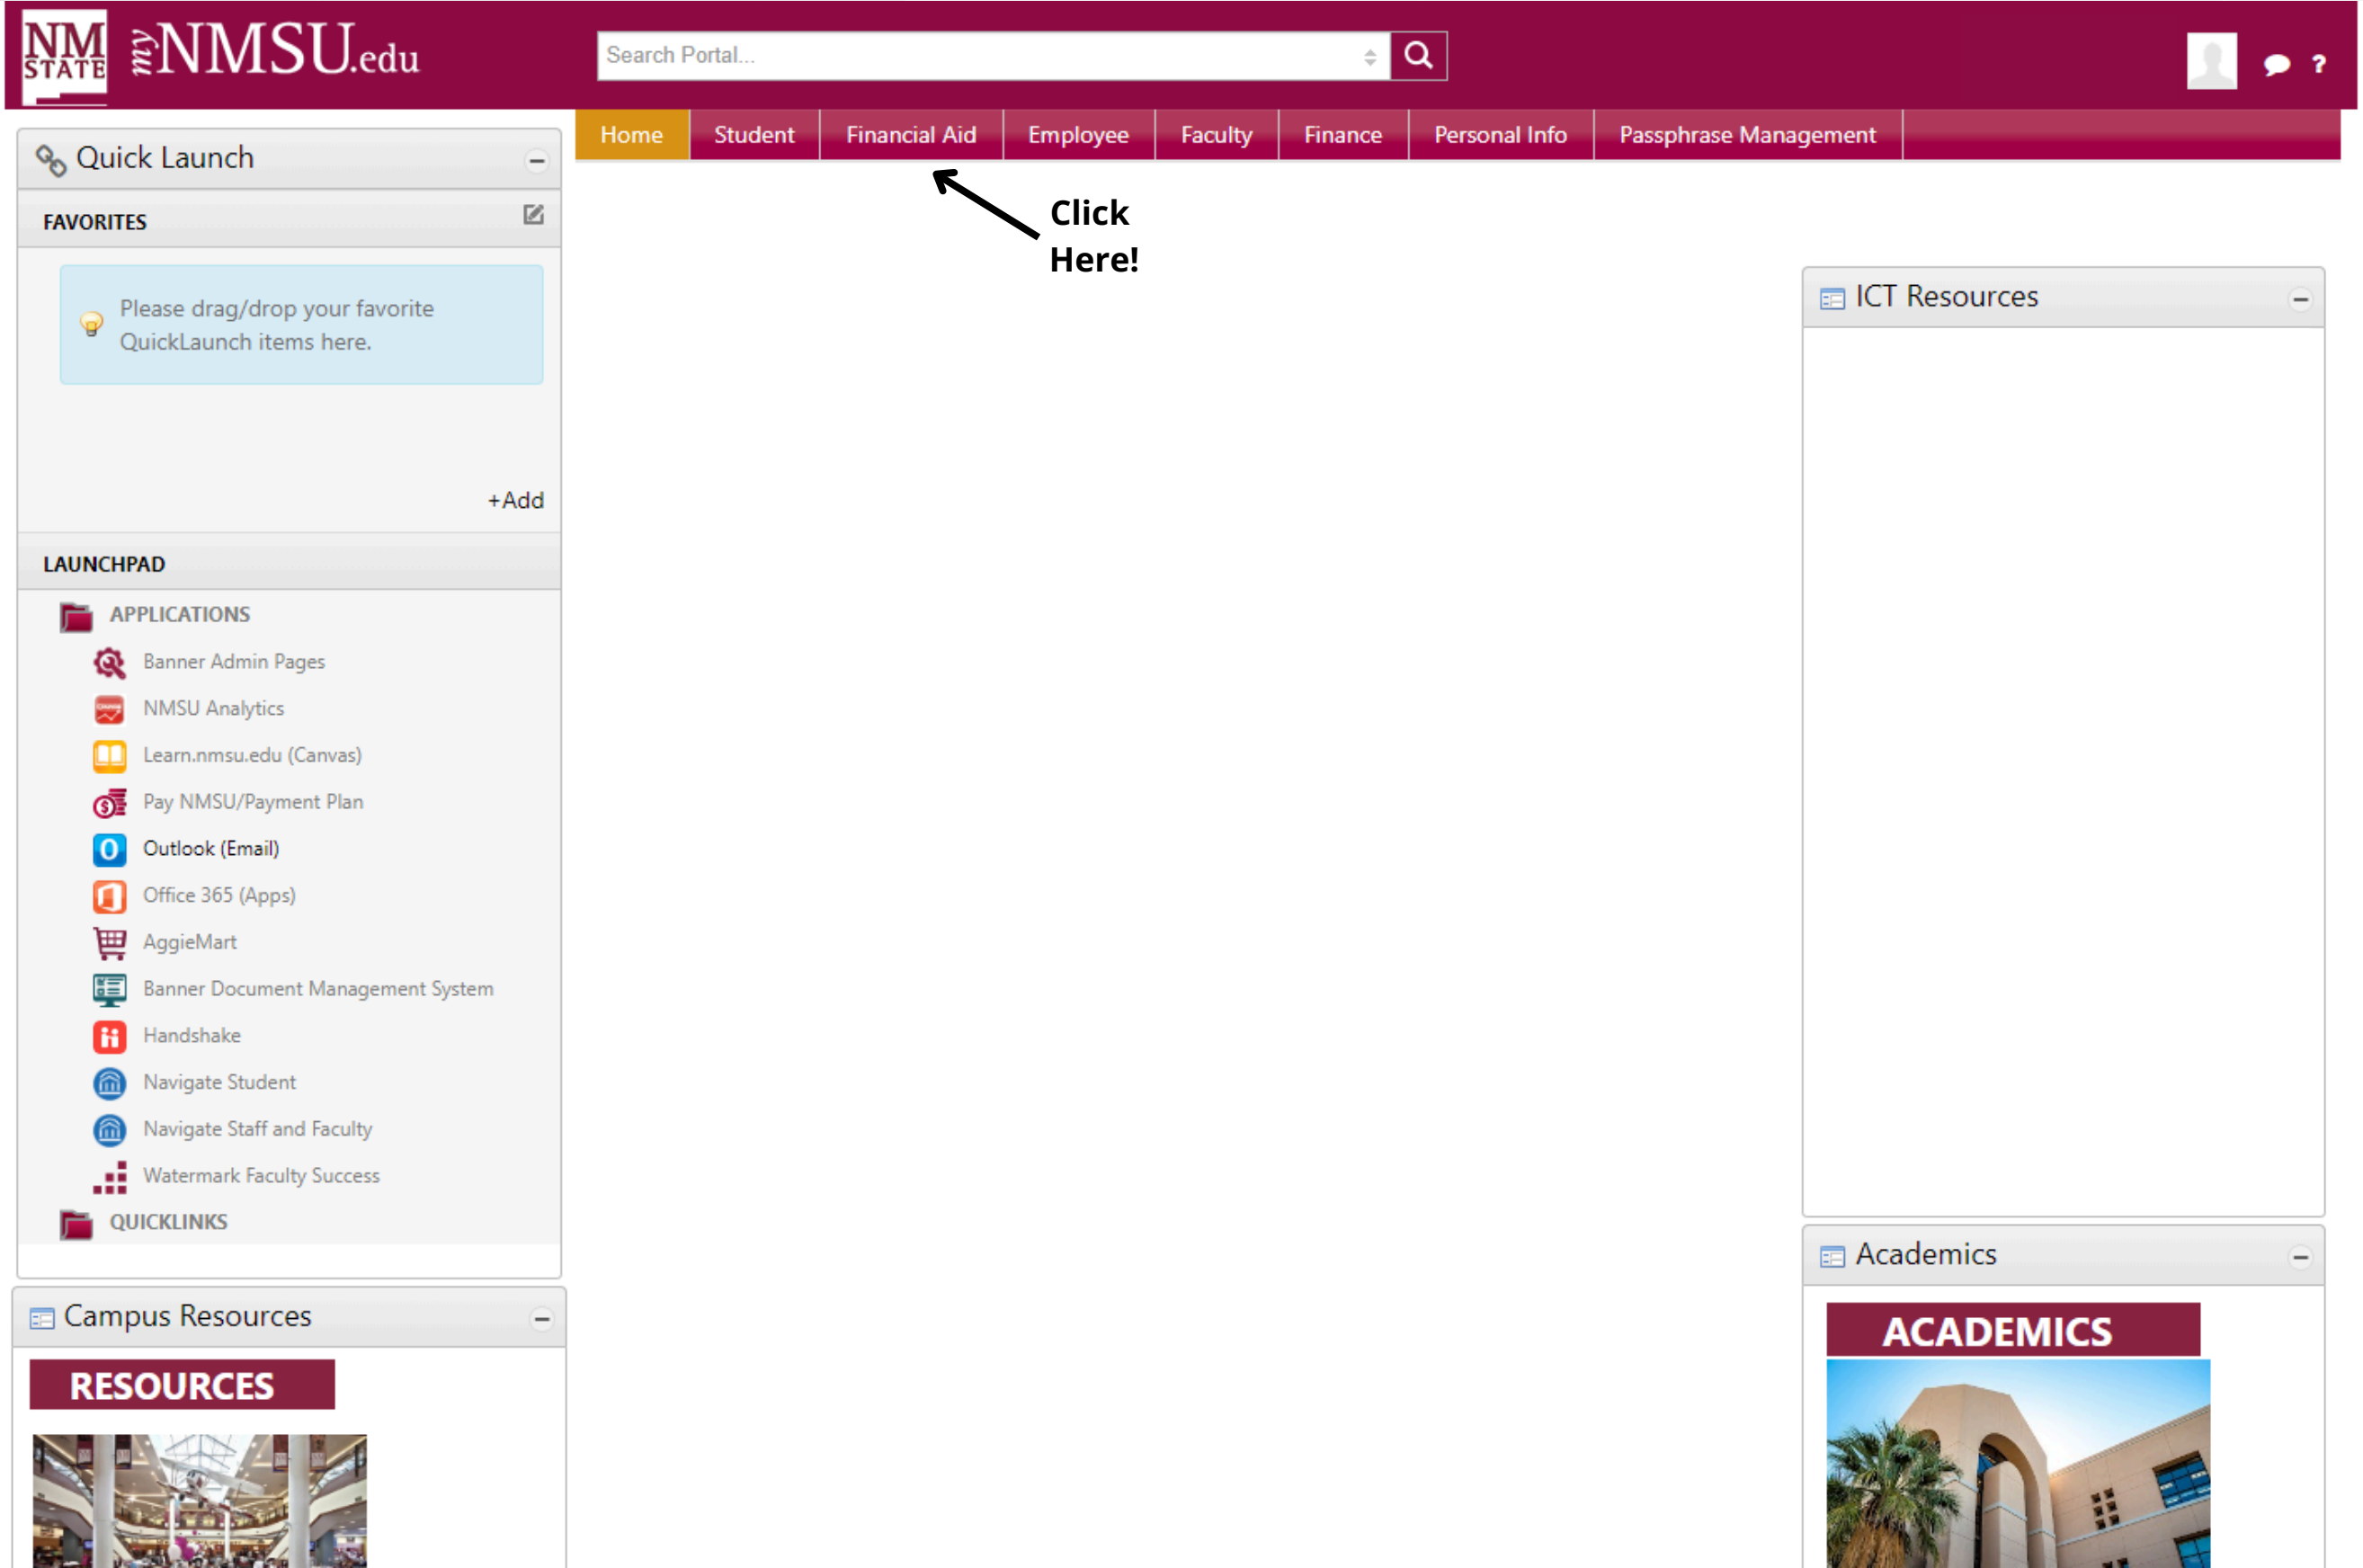 NM
STATE
myNMSU.edu
Search Portal...
?
Home
Student
Financial Aid
Employee
Faculty
Finance
Personal Info
Passphrase Management
Click
Here!
Quick Launch
FAVORITES
Please drag/drop your favorite
QuickLaunch items here.
+Add
LAUNCHPAD
APPLICATIONS
Banner Admin Pages
NMSU Analytics
Learn.nmsu.edu (Canvas)
Pay NMSU/Payment Plan
Outlook (Email)
Office 365 (Apps)
AggieMart
Banner Document Management System
Handshake
Navigate Student
Navigate Staff and Faculty
Watermark Faculty Success
QUICKLINKS
Campus Resources
RESOURCES
ICT Resources
Academics
ACADEMICS